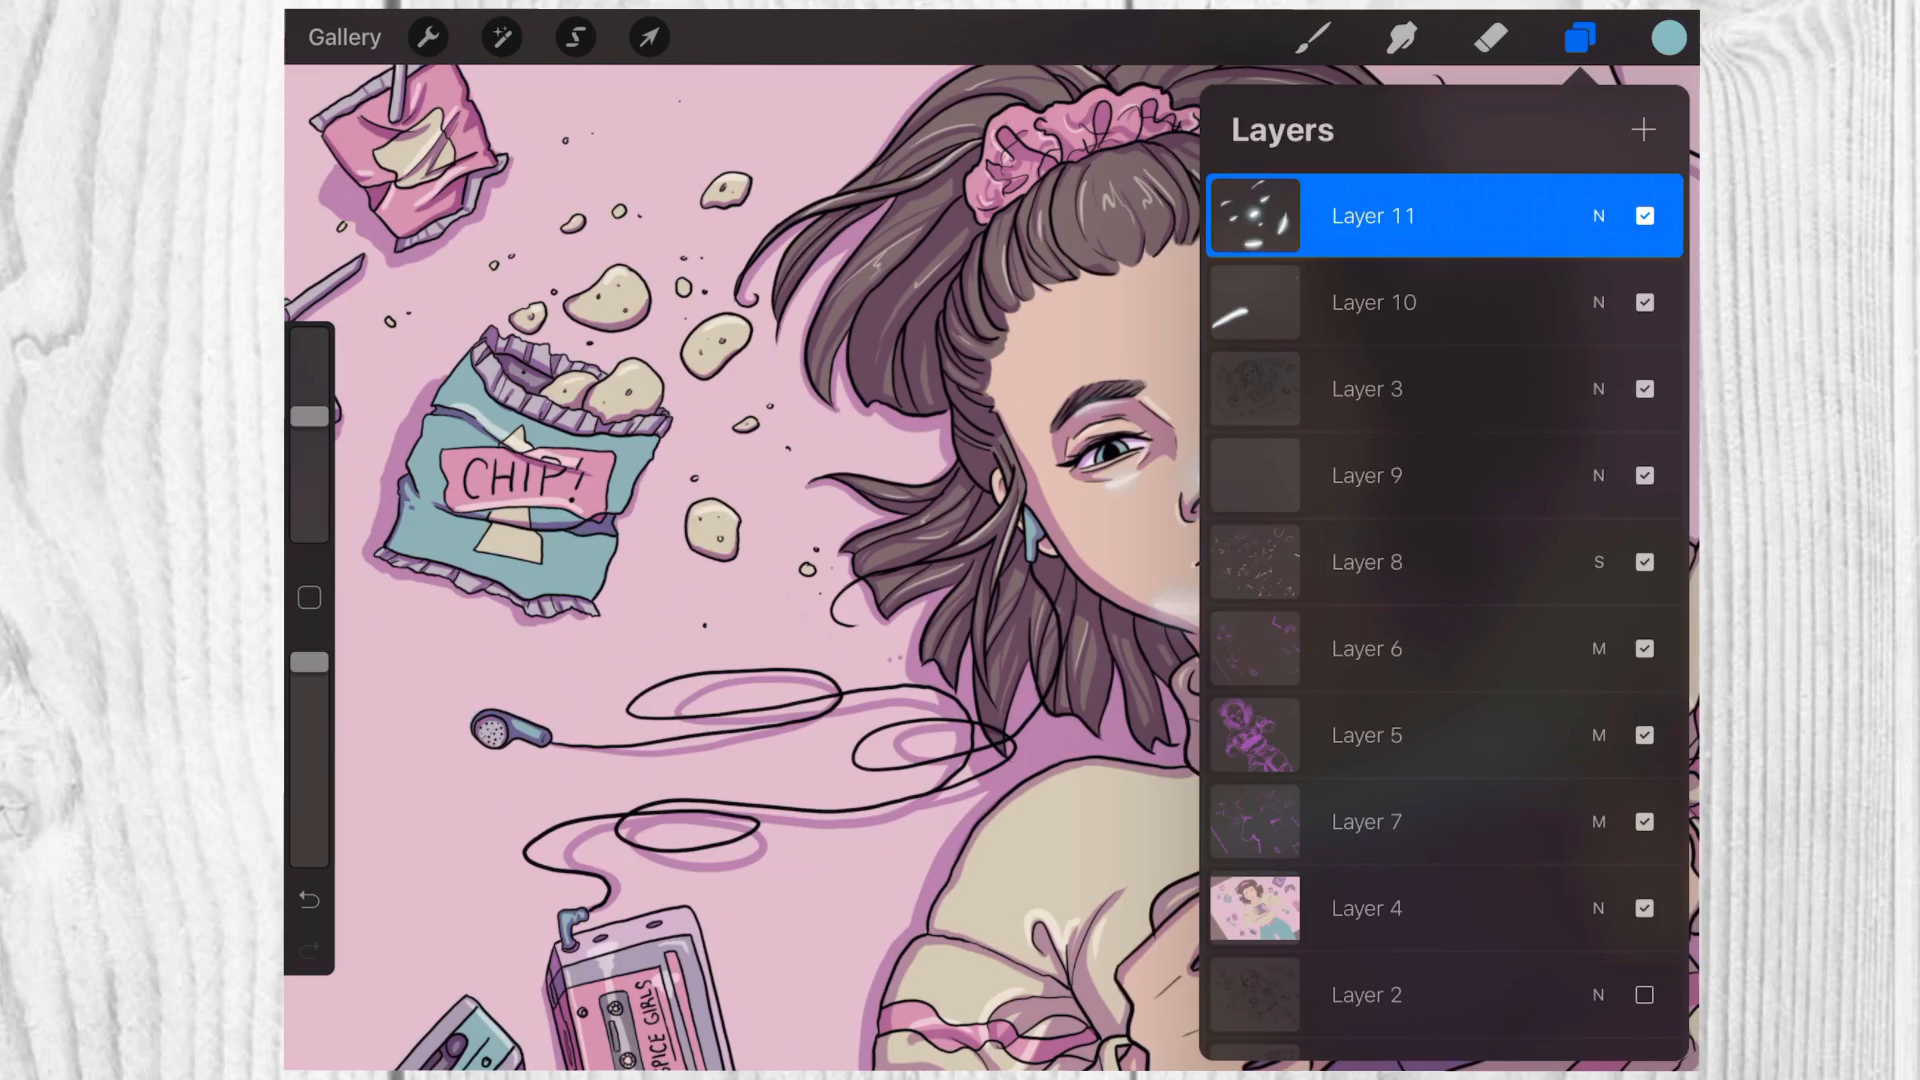 Gallery
Layers
Layer 11 N
Layer 10 N
Layer 3 N
Layer 9 N
Layer 8 S
Layer 6 M
Layer 5 M
Layer 7 M
Layer 4 N
Layer 2 N
CHIP!
SPICE GIRLS